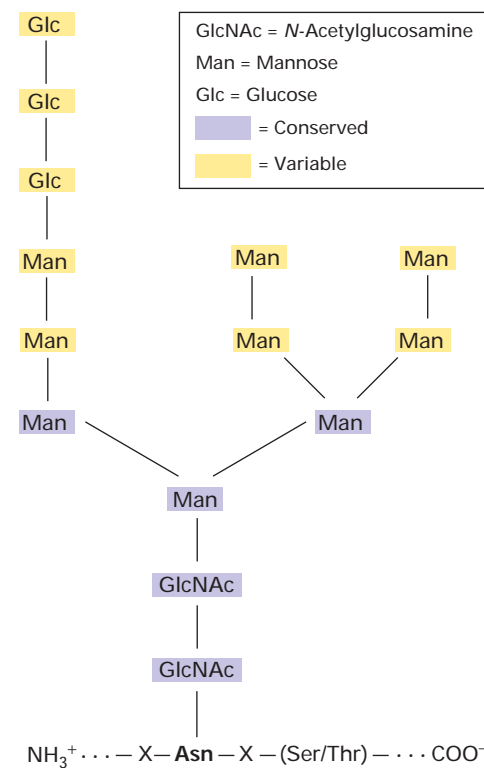 Glc
Glc
Glc
Man
Man
Man
Man
Man
Man
Man
Man
Man
GlcNAc
GlcNAc
NH₃⁺ · · · — X — Asn — X — (Ser/Thr) — · · · COO⁻
GlcNAc = N-Acetylglucosamine
Man = Mannose
Glc = Glucose
= Conserved
= Variable